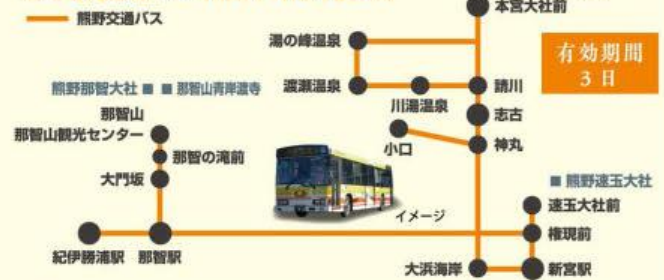 熊野交通バス
本宮大社前
湯の峰温泉
有効期間
3日
熊野那智大社 ■ ■ 那智山青岸渡寺
渡瀬温泉
請川
川湯温泉
那智山
志古
那智山観光センター
小口
神丸
那智の滝前
大門坂
■ 熊野速玉大社
イメージ
速玉大社前
権現前
紀伊勝浦駅
那智駅
大浜海岸
新宮駅